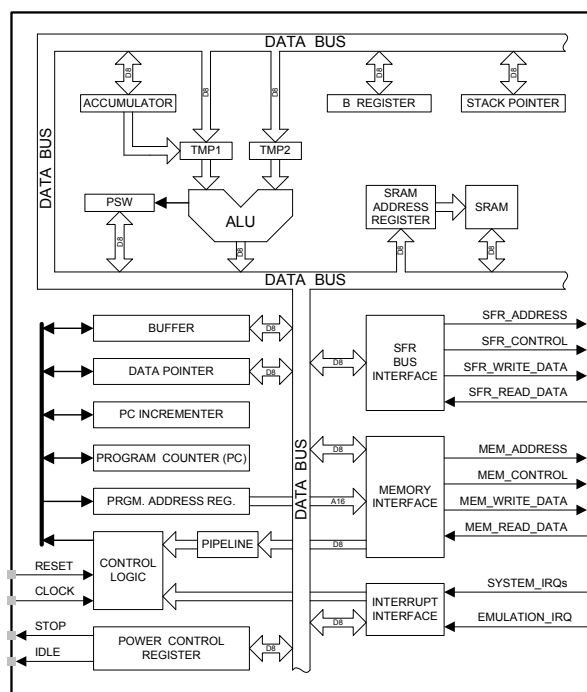 DATA BUS
D8
D8
D8
D8
D8
ACCUMULATOR
B REGISTER
STACK POINTER
DATA BUS
TMP1
TMP2
PSW
ALU
SRAM
ADDRESS
REGISTER
SRAM
D8
D8
D8
D8
DATA BUS
BUFFER
D8
DATA POINTER
D8
PC INCREMENTER
PROGRAM COUNTER (PC)
PRGM. ADDRESS REG.
A16
DATA BUS
D8
SFR
BUS
INTERFACE
SFR_ADDRESS
SFR_CONTROL
SFR_WRITE_DATA
SFR_READ_DATA
D8
MEMORY
INTERFACE
MEM_ADDRESS
MEM_CONTROL
MEM_WRITE_DATA
MEM_READ_DATA
CONTROL
LOGIC
PIPELINE
D8
RESET
CLOCK
STOP
IDLE
POWER CONTROL
REGISTER
D8
D8
INTERRUPT
INTERFACE
SYSTEM_IRQs
EMULATION_IRQ